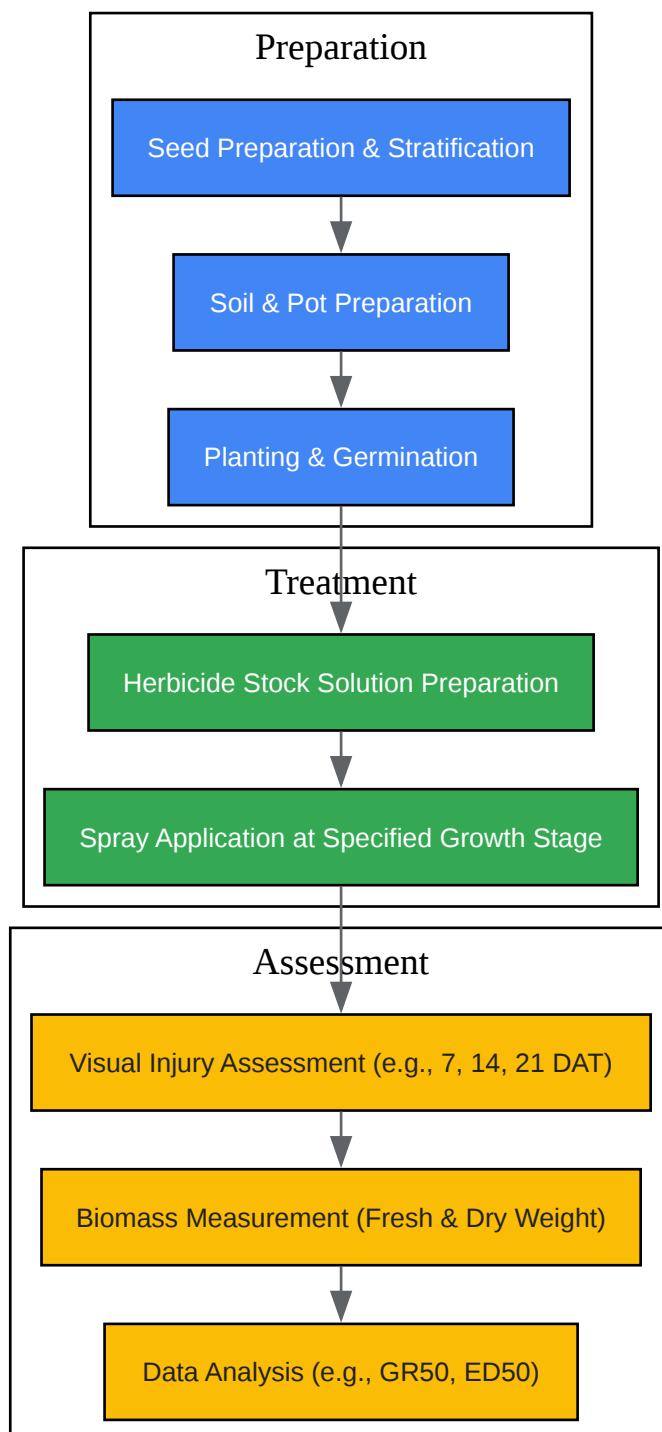 Preparation
Seed Preparation & Stratification
Soil & Pot Preparation
Planting & Germination
Treatment
Herbicide Stock Solution Preparation
Spray Application at Specified Growth Stage
Assessment
Visual Injury Assessment (e.g., 7, 14, 21 DAT)
Biomass Measurement (Fresh & Dry Weight)
Data Analysis (e.g., GR50, ED50)